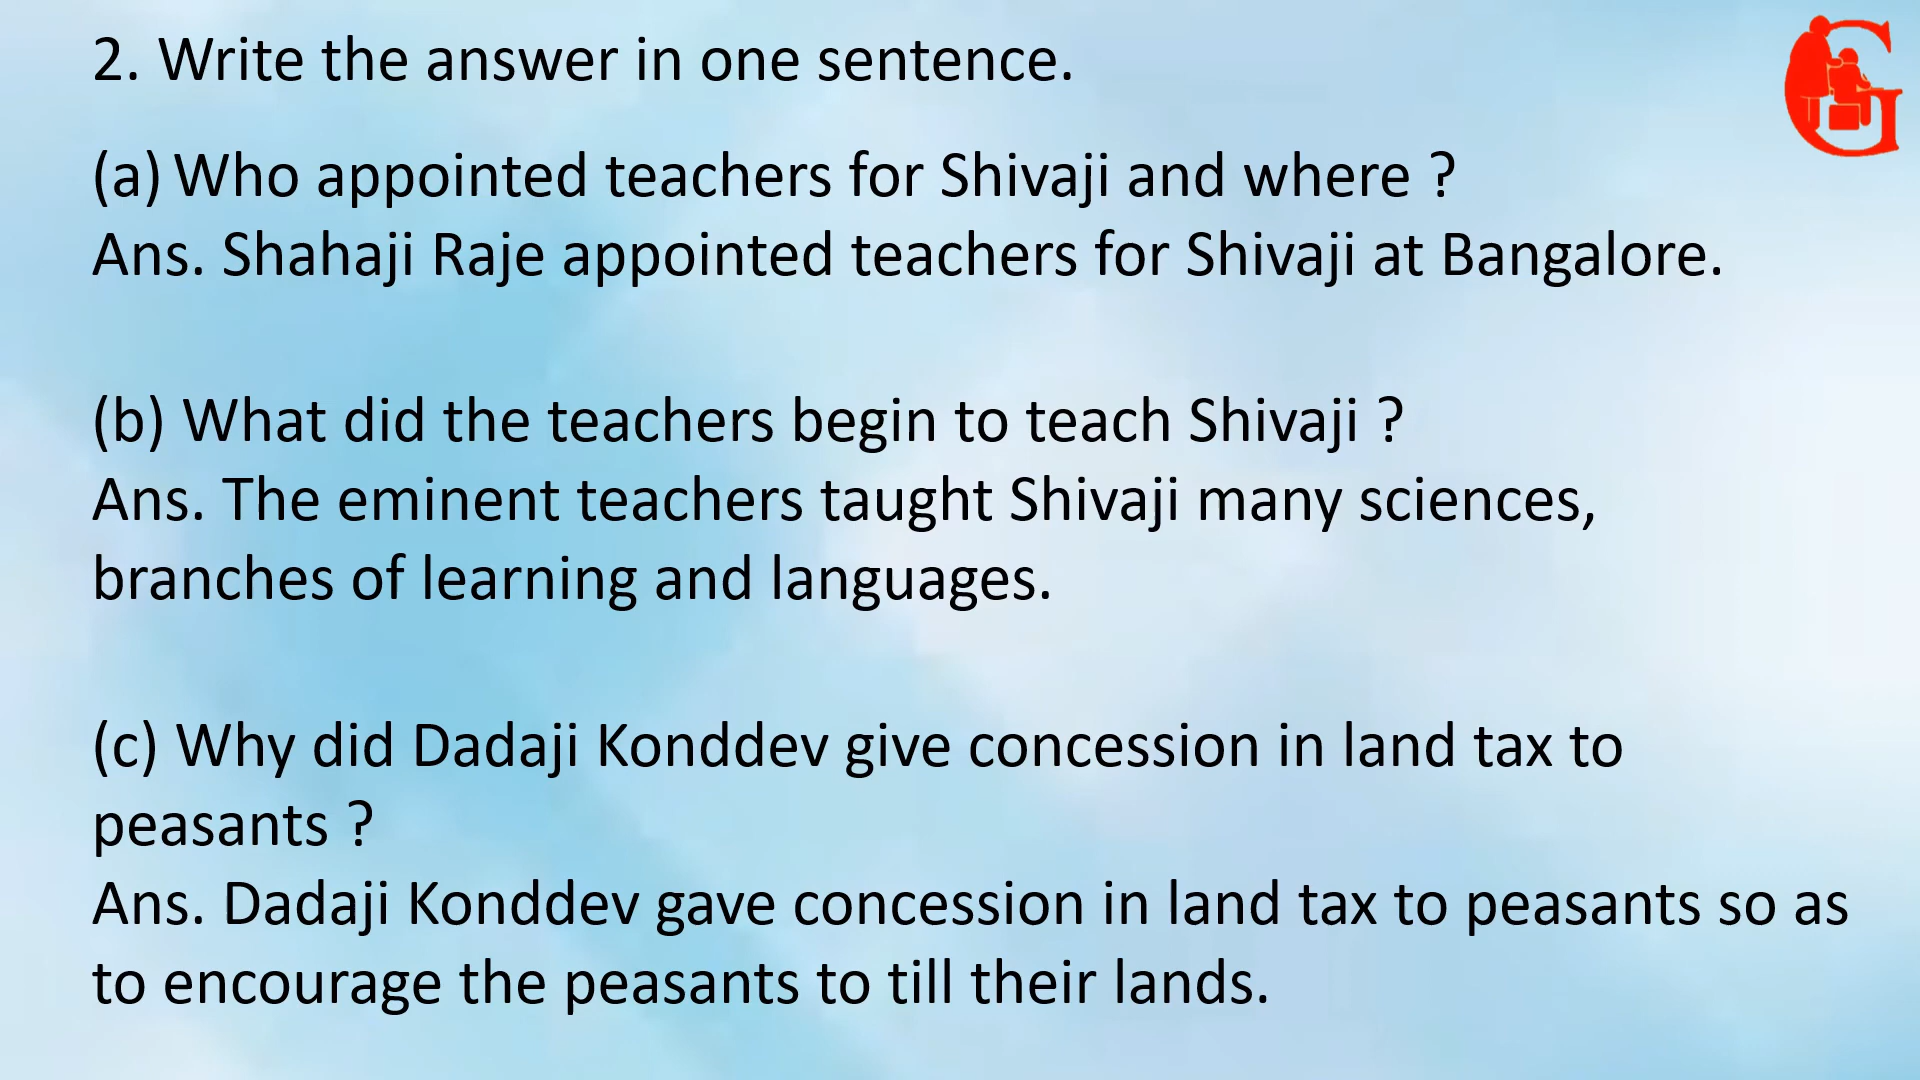 2. Write the answer in one sentence.
(a) Who appointed teachers for Shivaji and where ?
Ans. Shahaji Raje appointed teachers for Shivaji at Bangalore.
(b) What did the teachers begin to teach Shivaji ?
Ans. The eminent teachers taught Shivaji many sciences,
branches of learning and languages.
(c) Why did Dadaji Konddev give concession in land tax to
peasants ?
Ans. Dadaji Konddev gave concession in land tax to peasants so as
to encourage the peasants to till their lands.